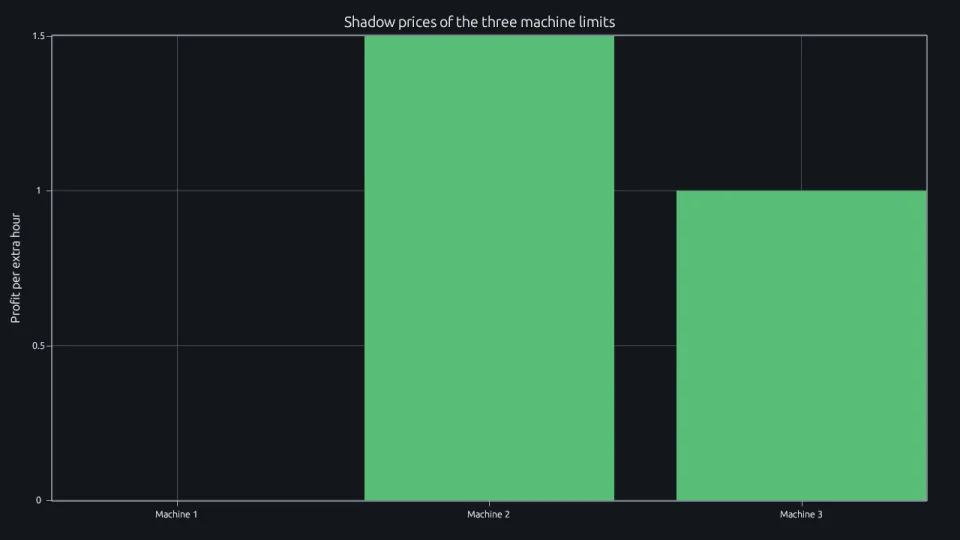 Shadow prices of the three machine limits
Profit per extra hour
1.5
1
0.5
0
Machine 1
Machine 2
Machine 3